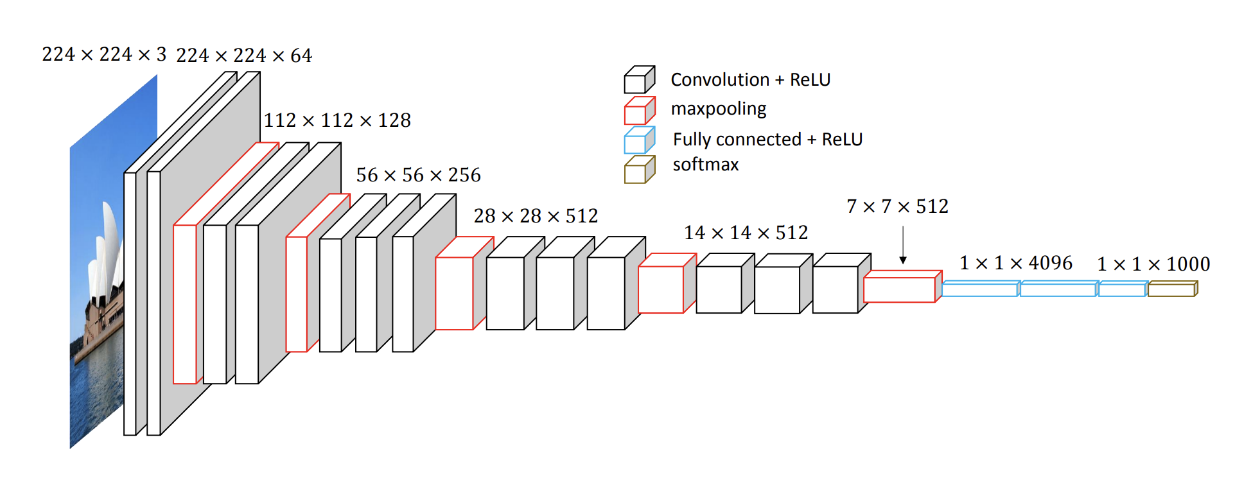 224 × 224 × 3
224 × 224 × 64
112 × 112 × 128
56 × 56 × 256
28 × 28 × 512
14 × 14 × 512
7 × 7 × 512
1 × 1 × 4096
1 × 1 × 1000
Convolution + ReLU
maxpooling
Fully connected + ReLU
softmax